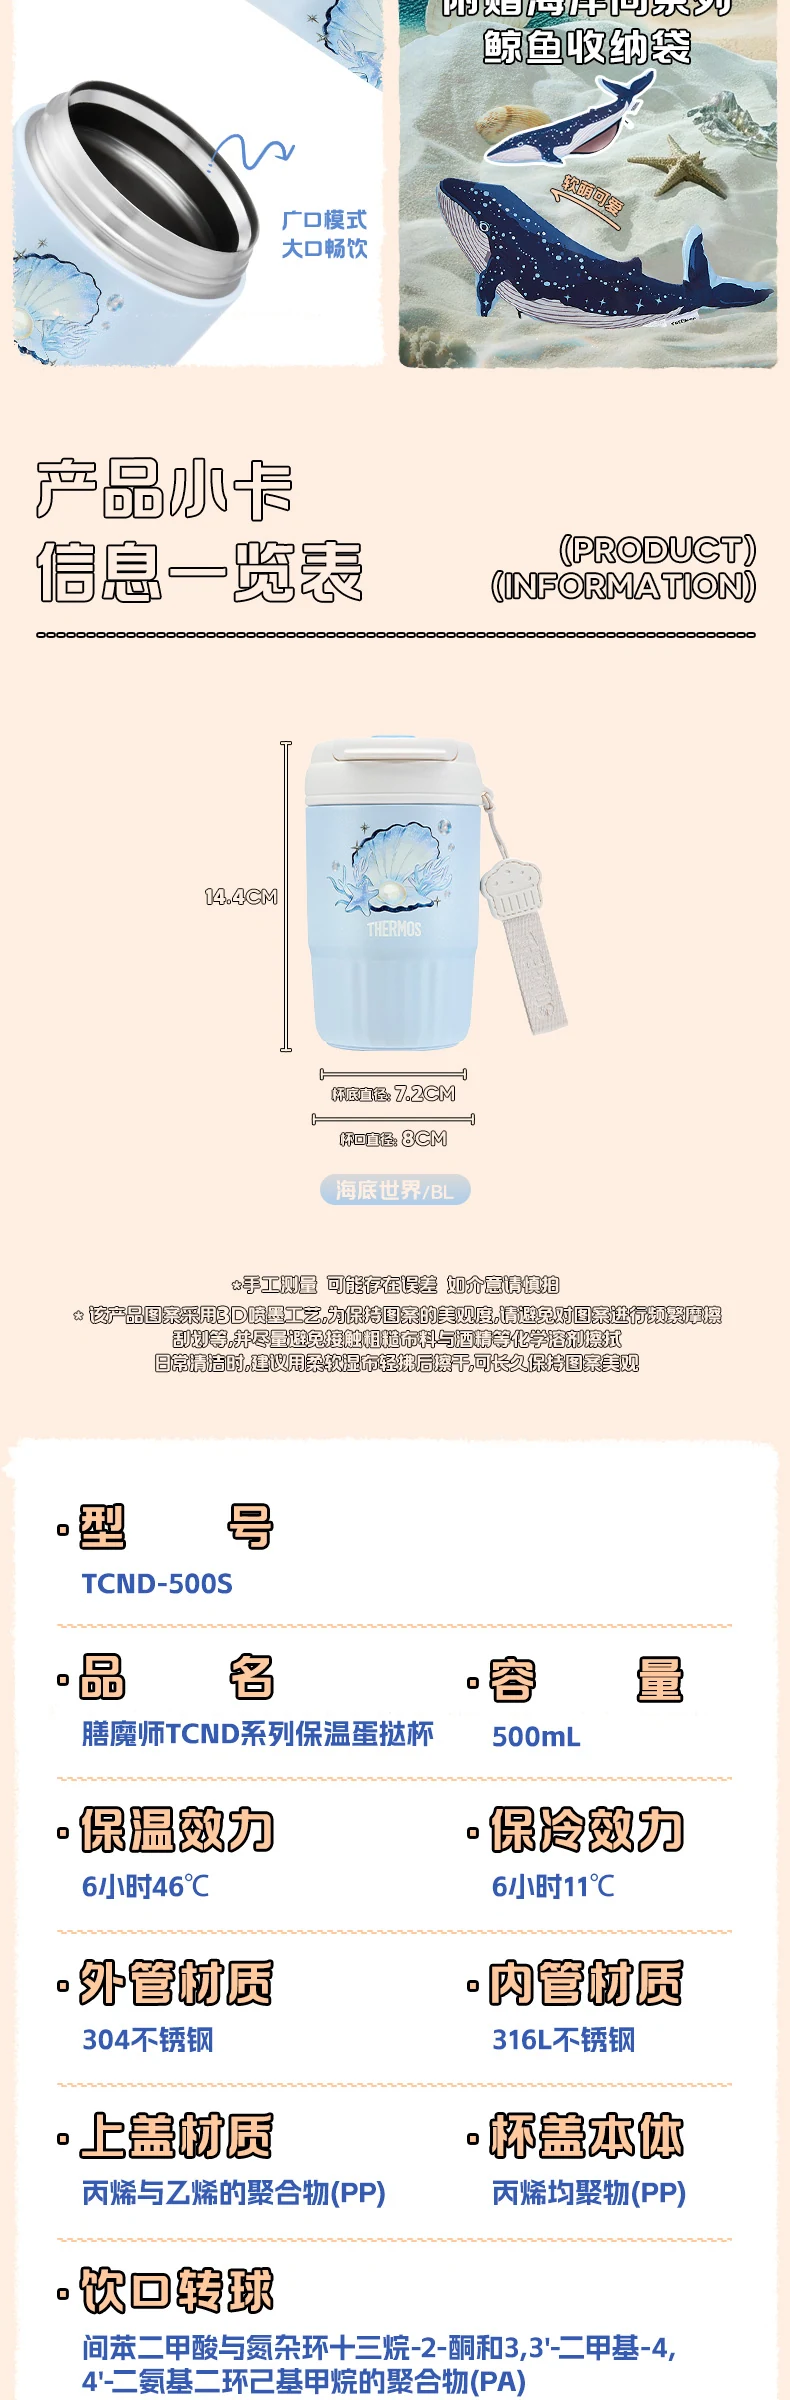 附赠海洋同系列
鲸鱼收纳袋
软萌可爱
广口模式
大口畅饮
产品小卡
信息一览表
(PRODUCT)
(INFORMATION)
14.4CM
THERMOS
杯底直径: 7.2CM
杯口直径: 8CM
海底世界/BL
*手工测量 可能存在误差 如介意请慎拍
* 该产品图案采用3D喷墨工艺,为保持图案的美观度,请避免对图案进行频繁摩擦
刮划等,并尽量避免接触粗糙布料与酒精等化学溶剂擦拭
日常清洁时,建议用柔软湿布轻拂后擦干,可长久保持图案美观
·型 号
TCND-500S
·品 名
膳魔师TCND系列保温蛋挞杯
·容 量
500mL
·保温效力
6小时46℃
·保冷效力
6小时11℃
·外管材质
304不锈钢
·内管材质
316L不锈钢
·上盖材质
丙烯与乙烯的聚合物(PP)
·杯盖本体
丙烯均聚物(PP)
·饮口转球
间苯二甲酸与氮杂环十三烷-2-酮和3,3'-二甲基-4,
4'-二氨基二环己基甲烷的聚合物(PA)